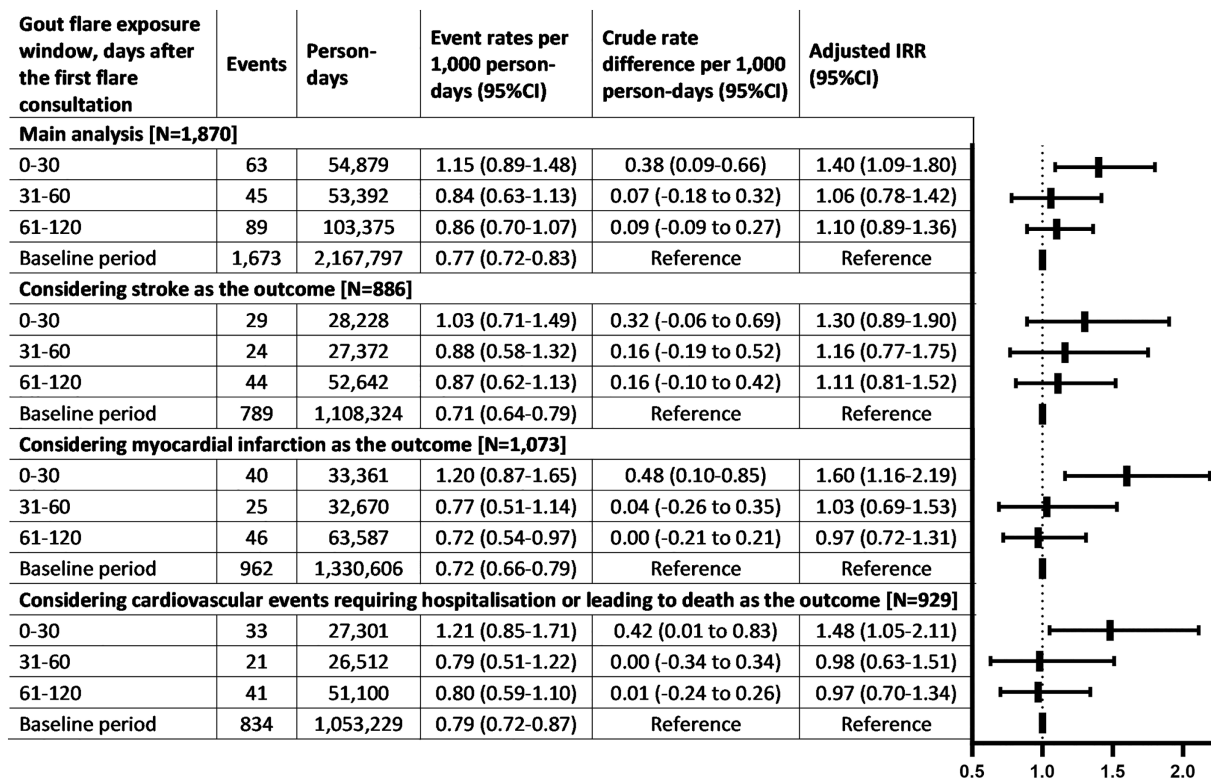 Gout flare exposure window, days after the first flare consultation | Events | Person-days | Event rates per 1,000 person-days (95%CI) | Crude rate difference per 1,000 person-days (95%CI) | Adjusted IRR (95%CI)
Main analysis [N=1,870]
0-30 | 63 | 54,879 | 1.15 (0.89-1.48) | 0.38 (0.09-0.66) | 1.40 (1.09-1.80)
31-60 | 45 | 53,392 | 0.84 (0.63-1.13) | 0.07 (-0.18 to 0.32) | 1.06 (0.78-1.42)
61-120 | 89 | 103,375 | 0.86 (0.70-1.07) | 0.09 (-0.09 to 0.27) | 1.10 (0.89-1.36)
Baseline period | 1,673 | 2,167,797 | 0.77 (0.72-0.83) | Reference | Reference
Considering stroke as the outcome [N=886]
0-30 | 29 | 28,228 | 1.03 (0.71-1.49) | 0.32 (-0.06 to 0.69) | 1.30 (0.89-1.90)
31-60 | 24 | 27,372 | 0.88 (0.58-1.32) | 0.16 (-0.19 to 0.52) | 1.16 (0.77-1.75)
61-120 | 44 | 52,642 | 0.87 (0.62-1.13) | 0.16 (-0.10 to 0.42) | 1.11 (0.81-1.52)
Baseline period | 789 | 1,108,324 | 0.71 (0.64-0.79) | Reference | Reference
Considering myocardial infarction as the outcome [N=1,073]
0-30 | 40 | 33,361 | 1.20 (0.87-1.65) | 0.48 (0.10-0.85) | 1.60 (1.16-2.19)
31-60 | 25 | 32,670 | 0.77 (0.51-1.14) | 0.04 (-0.26 to 0.35) | 1.03 (0.69-1.53)
61-120 | 46 | 63,587 | 0.72 (0.54-0.97) | 0.00 (-0.21 to 0.21) | 0.97 (0.72-1.31)
Baseline period | 962 | 1,330,606 | 0.72 (0.66-0.79) | Reference | Reference
Considering cardiovascular events requiring hospitalisation or leading to death as the outcome [N=929]
0-30 | 33 | 27,301 | 1.21 (0.85-1.71) | 0.42 (0.01 to 0.83) | 1.48 (1.05-2.11)
31-60 | 21 | 26,512 | 0.79 (0.51-1.22) | 0.00 (-0.34 to 0.34) | 0.98 (0.63-1.51)
61-120 | 41 | 51,100 | 0.80 (0.59-1.10) | 0.01 (-0.24 to 0.26) | 0.97 (0.70-1.34)
Baseline period | 834 | 1,053,229 | 0.79 (0.72-0.87) | Reference | Reference
0.5 1.0 1.5 2.0